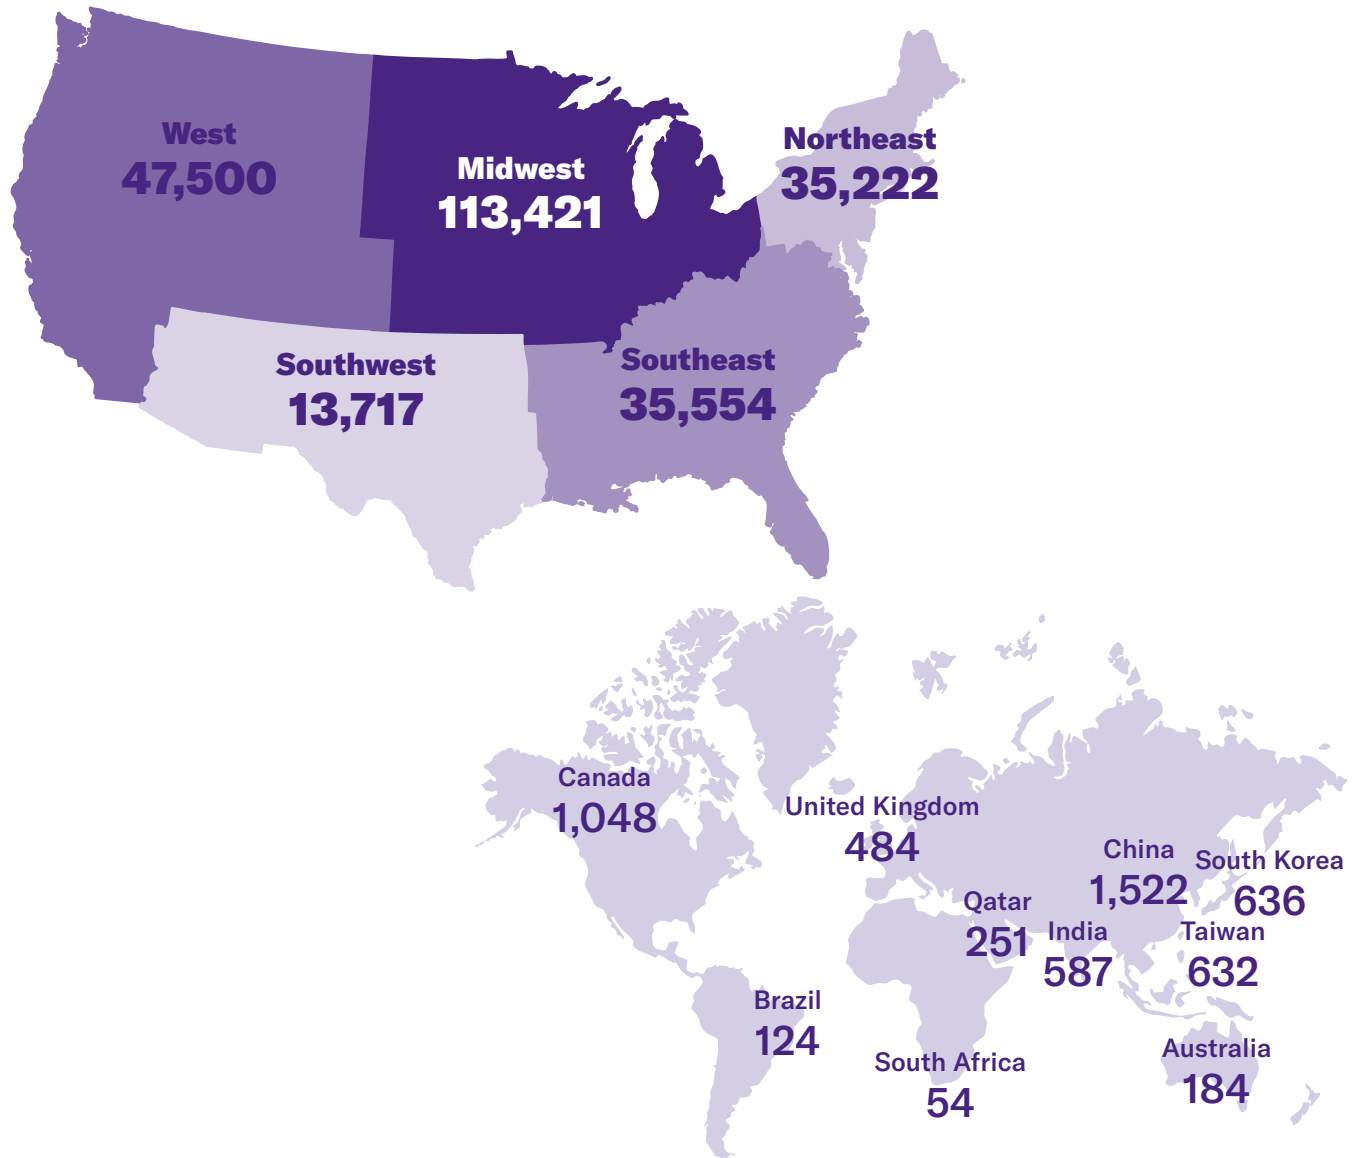 West
47,500
Midwest
113,421
Northeast
35,222
Southwest
13,717
Southeast
35,554
Canada
1,048
United Kingdom
484
China
1,522
South Korea
636
Qatar
251
India
587
Taiwan
632
Brazil
124
South Africa
54
Australia
184